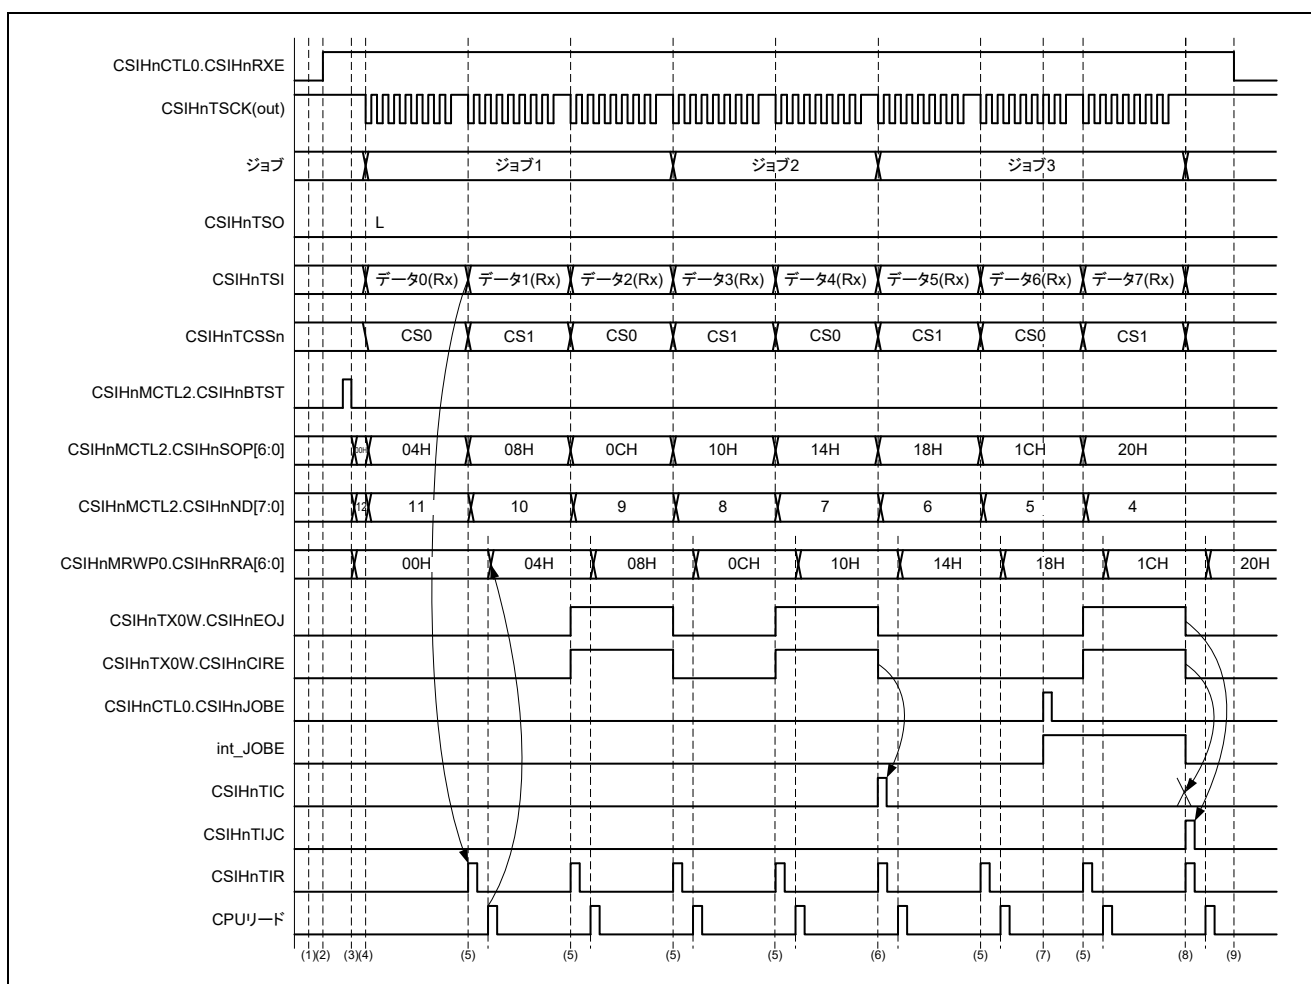 CSIHnCTL0.CSIHnRXE
CSIHnTSCK(out)
ジョブ ジョブ1 ジョブ2 ジョブ3
CSIHnTSO L
CSIHnTSI データ0(Rx) データ1(Rx) データ2(Rx) データ3(Rx) データ4(Rx) データ5(Rx) データ6(Rx) データ7(Rx)
CSIHnTCSSn CS0 CS1 CS0 CS1 CS0 CS1 CS0 CS1
CSIHnMCTL2.CSIHnBTST
CSIHnMCTL2.CSIHnSOP[6:0] 00H 04H 08H 0CH 10H 14H 18H 1CH 20H
CSIHnMCTL2.CSIHnND[7:0] 12 11 10 9 8 7 6 5 4
CSIHnMRWP0.CSIHnRRA[6:0] 00H 04H 08H 0CH 10H 14H 18H 1CH 20H
CSIHnTX0W.CSIHnEOJ
CSIHnTX0W.CSIHnCIRE
CSIHnCTL0.CSIHnJOBE
int_JOBE
CSIHnTIC
CSIHnTIJC
CSIHnTIR
CPUリード
(1)(2) (3)(4) (5) (5) (5) (5) (6) (5) (7) (5) (8) (9)